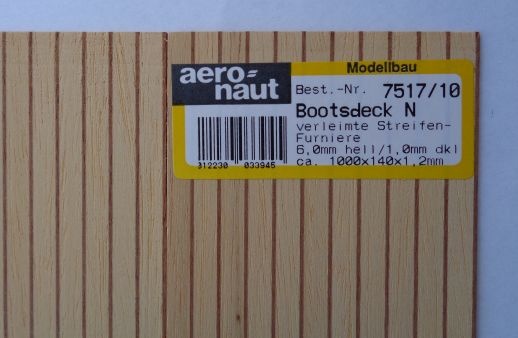 aero-
naut
Modellbau
Best.-Nr. 7517/10
Bootsdeck N
verleimte Streifen-
Furniere
6,0mm hell/1,0mm dkl
ca. 1000x140x1,2mm
012230 033945